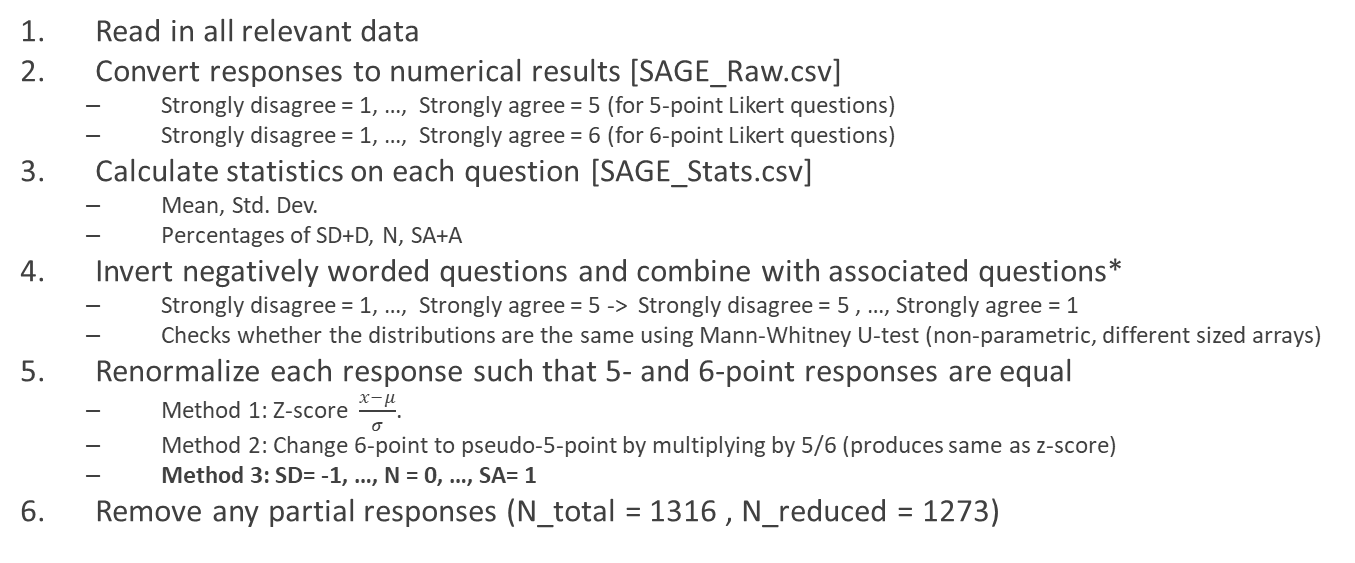 1. Read in all relevant data
2. Convert responses to numerical results [SAGE_Raw.csv]
– Strongly disagree = 1, ..., Strongly agree = 5 (for 5-point Likert questions)
– Strongly disagree = 1, ..., Strongly agree = 6 (for 6-point Likert questions)
3. Calculate statistics on each question [SAGE_Stats.csv]
– Mean, Std. Dev.
– Percentages of SD+D, N, SA+A
4. Invert negatively worded questions and combine with associated questions*
– Strongly disagree = 1, ..., Strongly agree = 5 -> Strongly disagree = 5 , ..., Strongly agree = 1
– Checks whether the distributions are the same using Mann-Whitney U-test (non-parametric, different sized arrays)
5. Renormalize each response such that 5- and 6-point responses are equal
– Method 1: Z-score (x−μ)/σ.
– Method 2: Change 6-point to pseudo-5-point by multiplying by 5/6 (produces same as z-score)
– Method 3: SD= -1, ..., N = 0, ..., SA= 1
6. Remove any partial responses (N_total = 1316 , N_reduced = 1273)